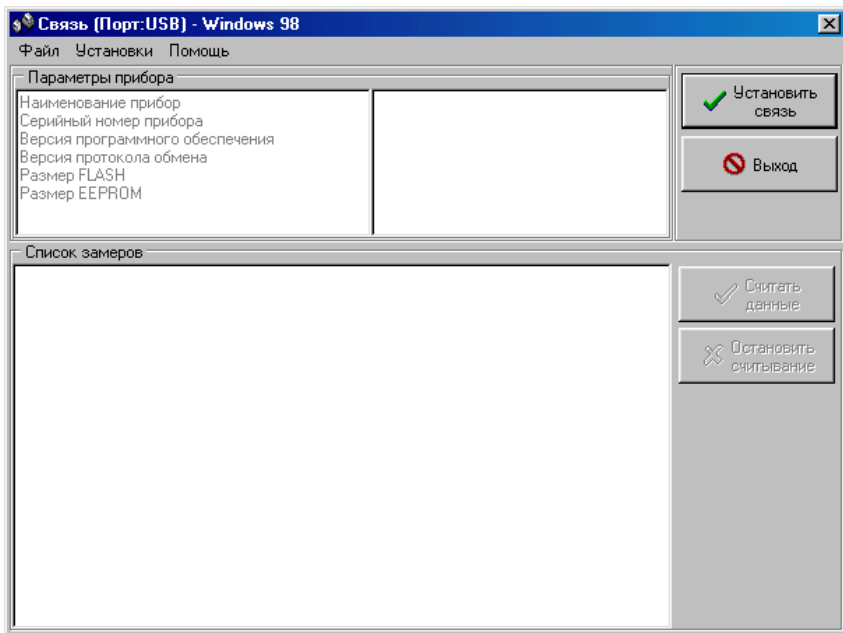 Связь (Порт:USB) - Windows 98
Файл Установки Помощь
Параметры прибора
Наименование прибор
Серийный номер прибора
Версия программного обеспечения
Версия протокола обмена
Размер FLASH
Размер EEPROM
Установить
связь
Выход
Список замеров
Считать
данные
Остановить
считывание